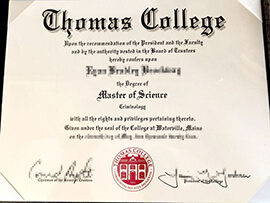 Thomas College
Upon the recommendation of the President and the Faculty
and by the authority vested in the Board of Trustees
hereby confers upon
the Degree of
Master of Science
Criminology
with all the rights and privileges pertaining thereto.
Given under the seal of the College at Waterville, Maine
THOMAS COLLEGE